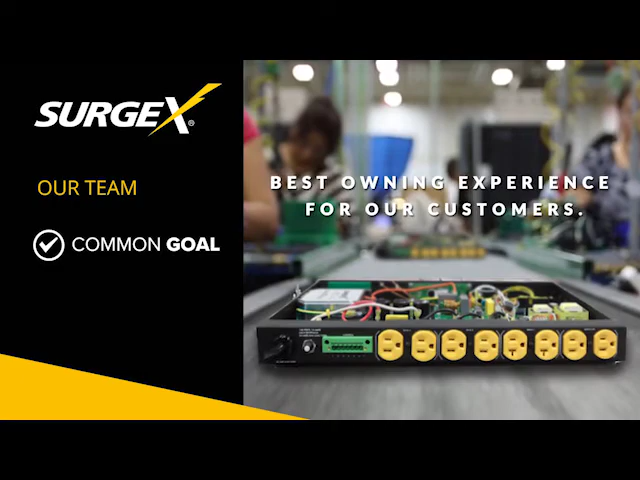 SURGEX®
OUR TEAM
COMMON GOAL
BEST OWNING EXPERIENCE
FOR OUR CUSTOMERS.